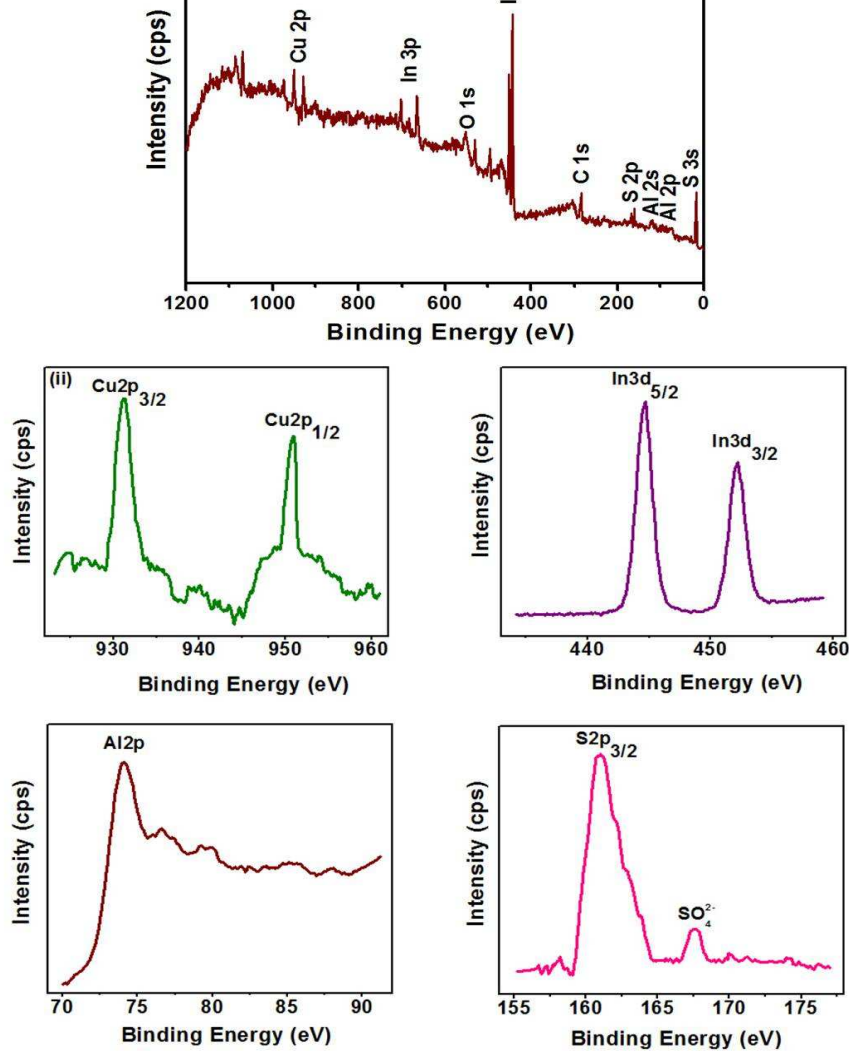 Intensity (cps)
Cu 2p
In 3p
O 1s
C 1s
S 2p
Al 2s
Al 2p
S 3s
1200 1000 800 600 400 200 0
Binding Energy (eV)
(ii)
Cu2p3/2
Cu2p1/2
Intensity (cps)
930 940 950 960
Binding Energy (eV)
In3d5/2
In3d3/2
Intensity (cps)
440 450 460
Binding Energy (eV)
Al2p
Intensity (cps)
70 75 80 85 90
Binding Energy (eV)
S2p3/2
SO₄²⁻
Intensity (cps)
155 160 165 170 175
Binding Energy (eV)